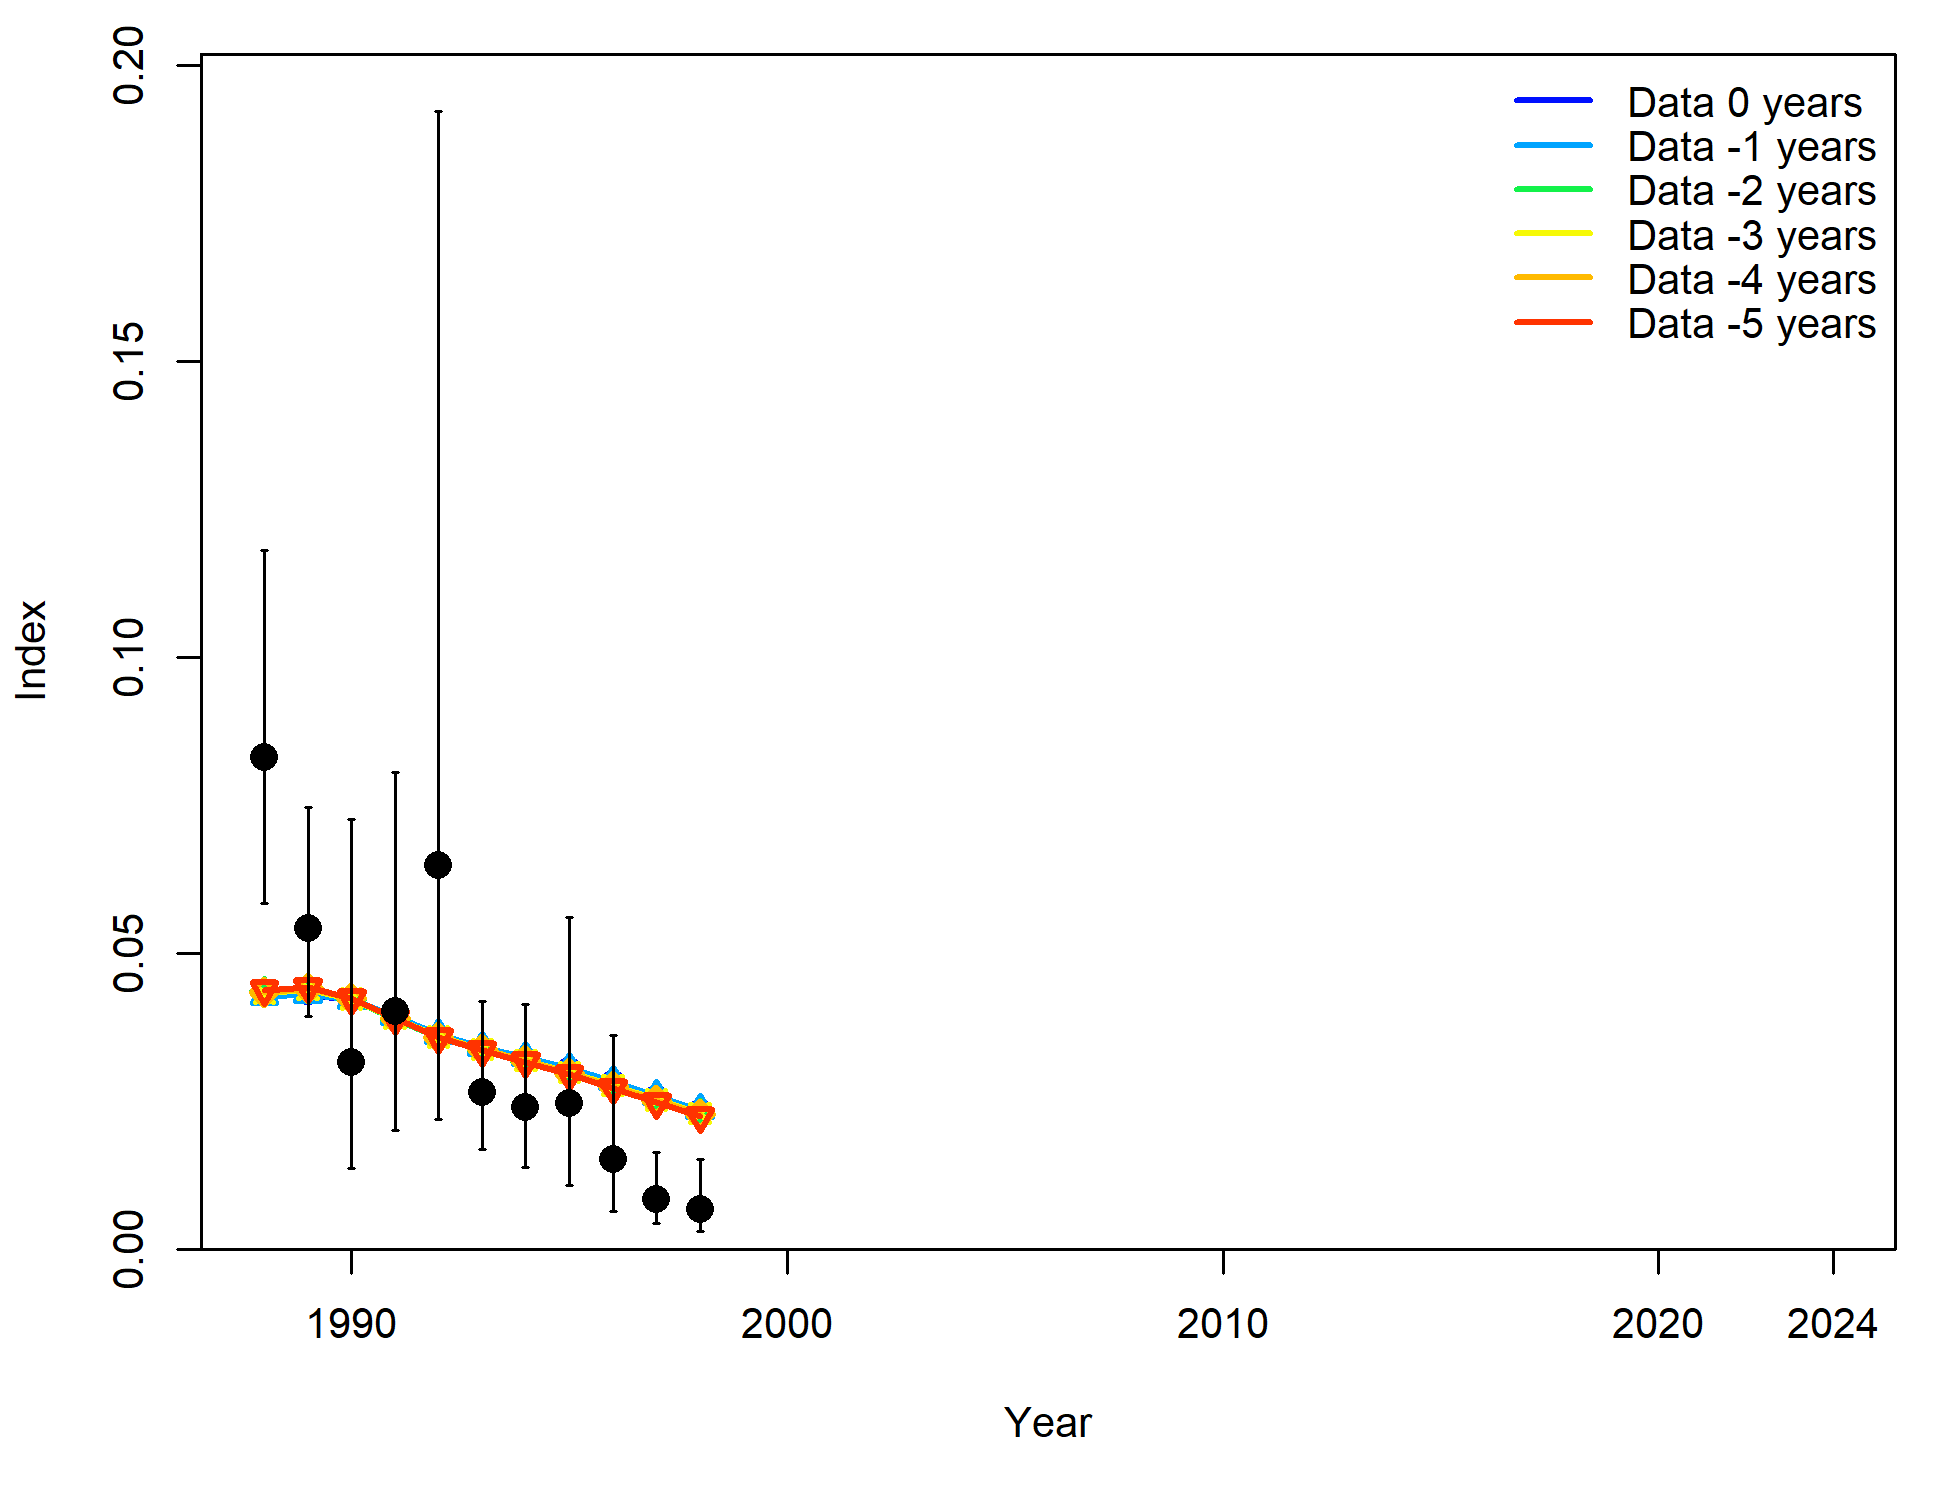 0.20
0.15
0.10
0.05
0.00
Index
Data 0 years
Data -1 years
Data -2 years
Data -3 years
Data -4 years
Data -5 years
1990
2000
2010
2020
2024
Year